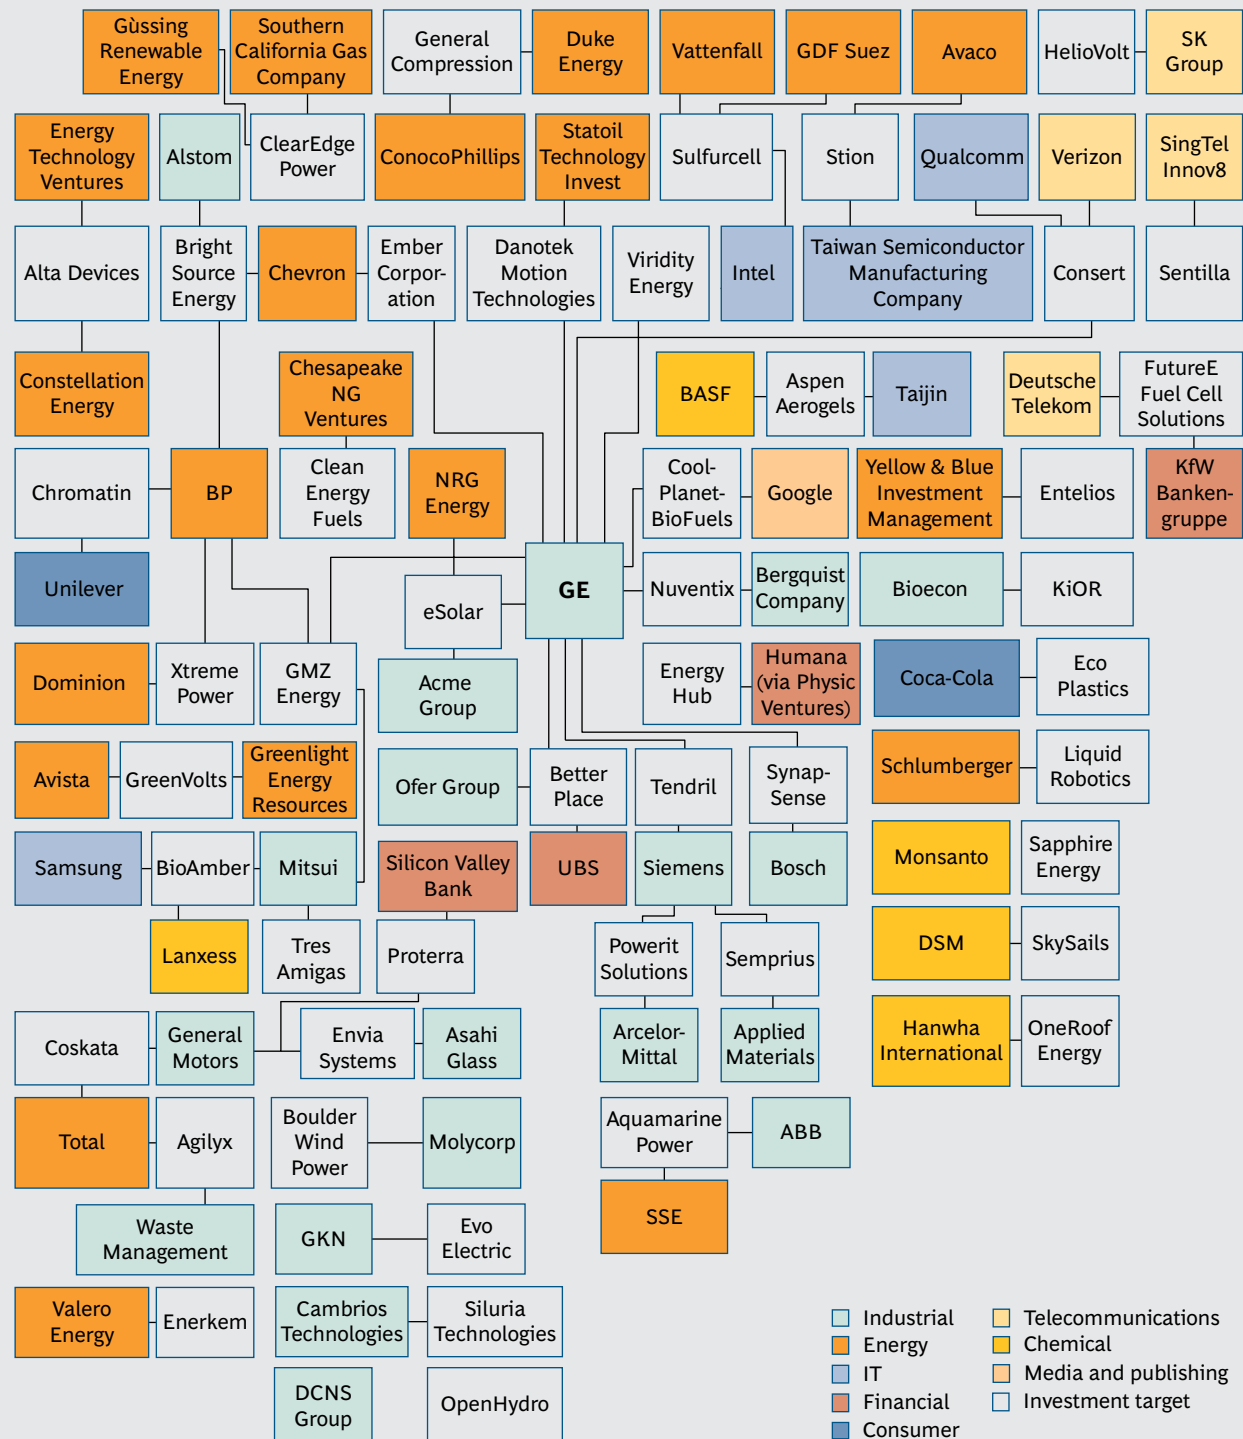 Gùssing
Renewable
Energy
Southern
California Gas
Company
General
Compression
Duke
Energy
Vattenfall
GDF Suez
Avaco
HelioVolt
SK
Group
Energy
Technology
Ventures
Alstom
ClearEdge
Power
ConocoPhillips
Statoil
Technology
Invest
Sulfurcell
Stion
Qualcomm
Verizon
SingTel
Innov8
Alta Devices
Bright
Source
Energy
Chevron
Ember
Corpor-
ation
Danotek
Motion
Technologies
Viridity
Energy
Intel
Taiwan Semiconductor
Manufacturing
Company
Consert
Sentilla
Constellation
Energy
Chesapeake
NG
Ventures
BASF
Aspen
Aerogels
Taijin
Deutsche
Telekom
FutureE
Fuel Cell
Solutions
Chromatin
BP
Clean
Energy
Fuels
NRG
Energy
Cool-
Planet-
BioFuels
Google
Yellow & Blue
Investment
Management
Entelios
KfW
Banken-
gruppe
Unilever
eSolar
GE
Nuventix
Bergquist
Company
Bioecon
KiOR
Dominion
Xtreme
Power
GMZ
Energy
Acme
Group
Energy
Hub
Humana
(via Physic
Ventures)
Coca-Cola
Eco
Plastics
Avista
GreenVolts
Greenlight
Energy
Resources
Ofer Group
Better
Place
Tendril
Synap-
Sense
Schlumberger
Liquid
Robotics
Samsung
BioAmber
Mitsui
Silicon Valley
Bank
UBS
Siemens
Bosch
Monsanto
Sapphire
Energy
Lanxess
Tres
Amigas
Proterra
Powerit
Solutions
Semprius
DSM
SkySails
Coskata
General
Motors
Envia
Systems
Asahi
Glass
Arcelor-
Mittal
Applied
Materials
Hanwha
International
OneRoof
Energy
Total
Agilyx
Boulder
Wind
Power
Molycorp
Aquamarine
Power
ABB
Waste
Management
GKN
Evo
Electric
SSE
Valero
Energy
Enerkem
Cambrios
Technologies
Siluria
Technologies
DCNS
Group
OpenHydro
Industrial
Energy
IT
Financial
Consumer
Telecommunications
Chemical
Media and publishing
Investment target